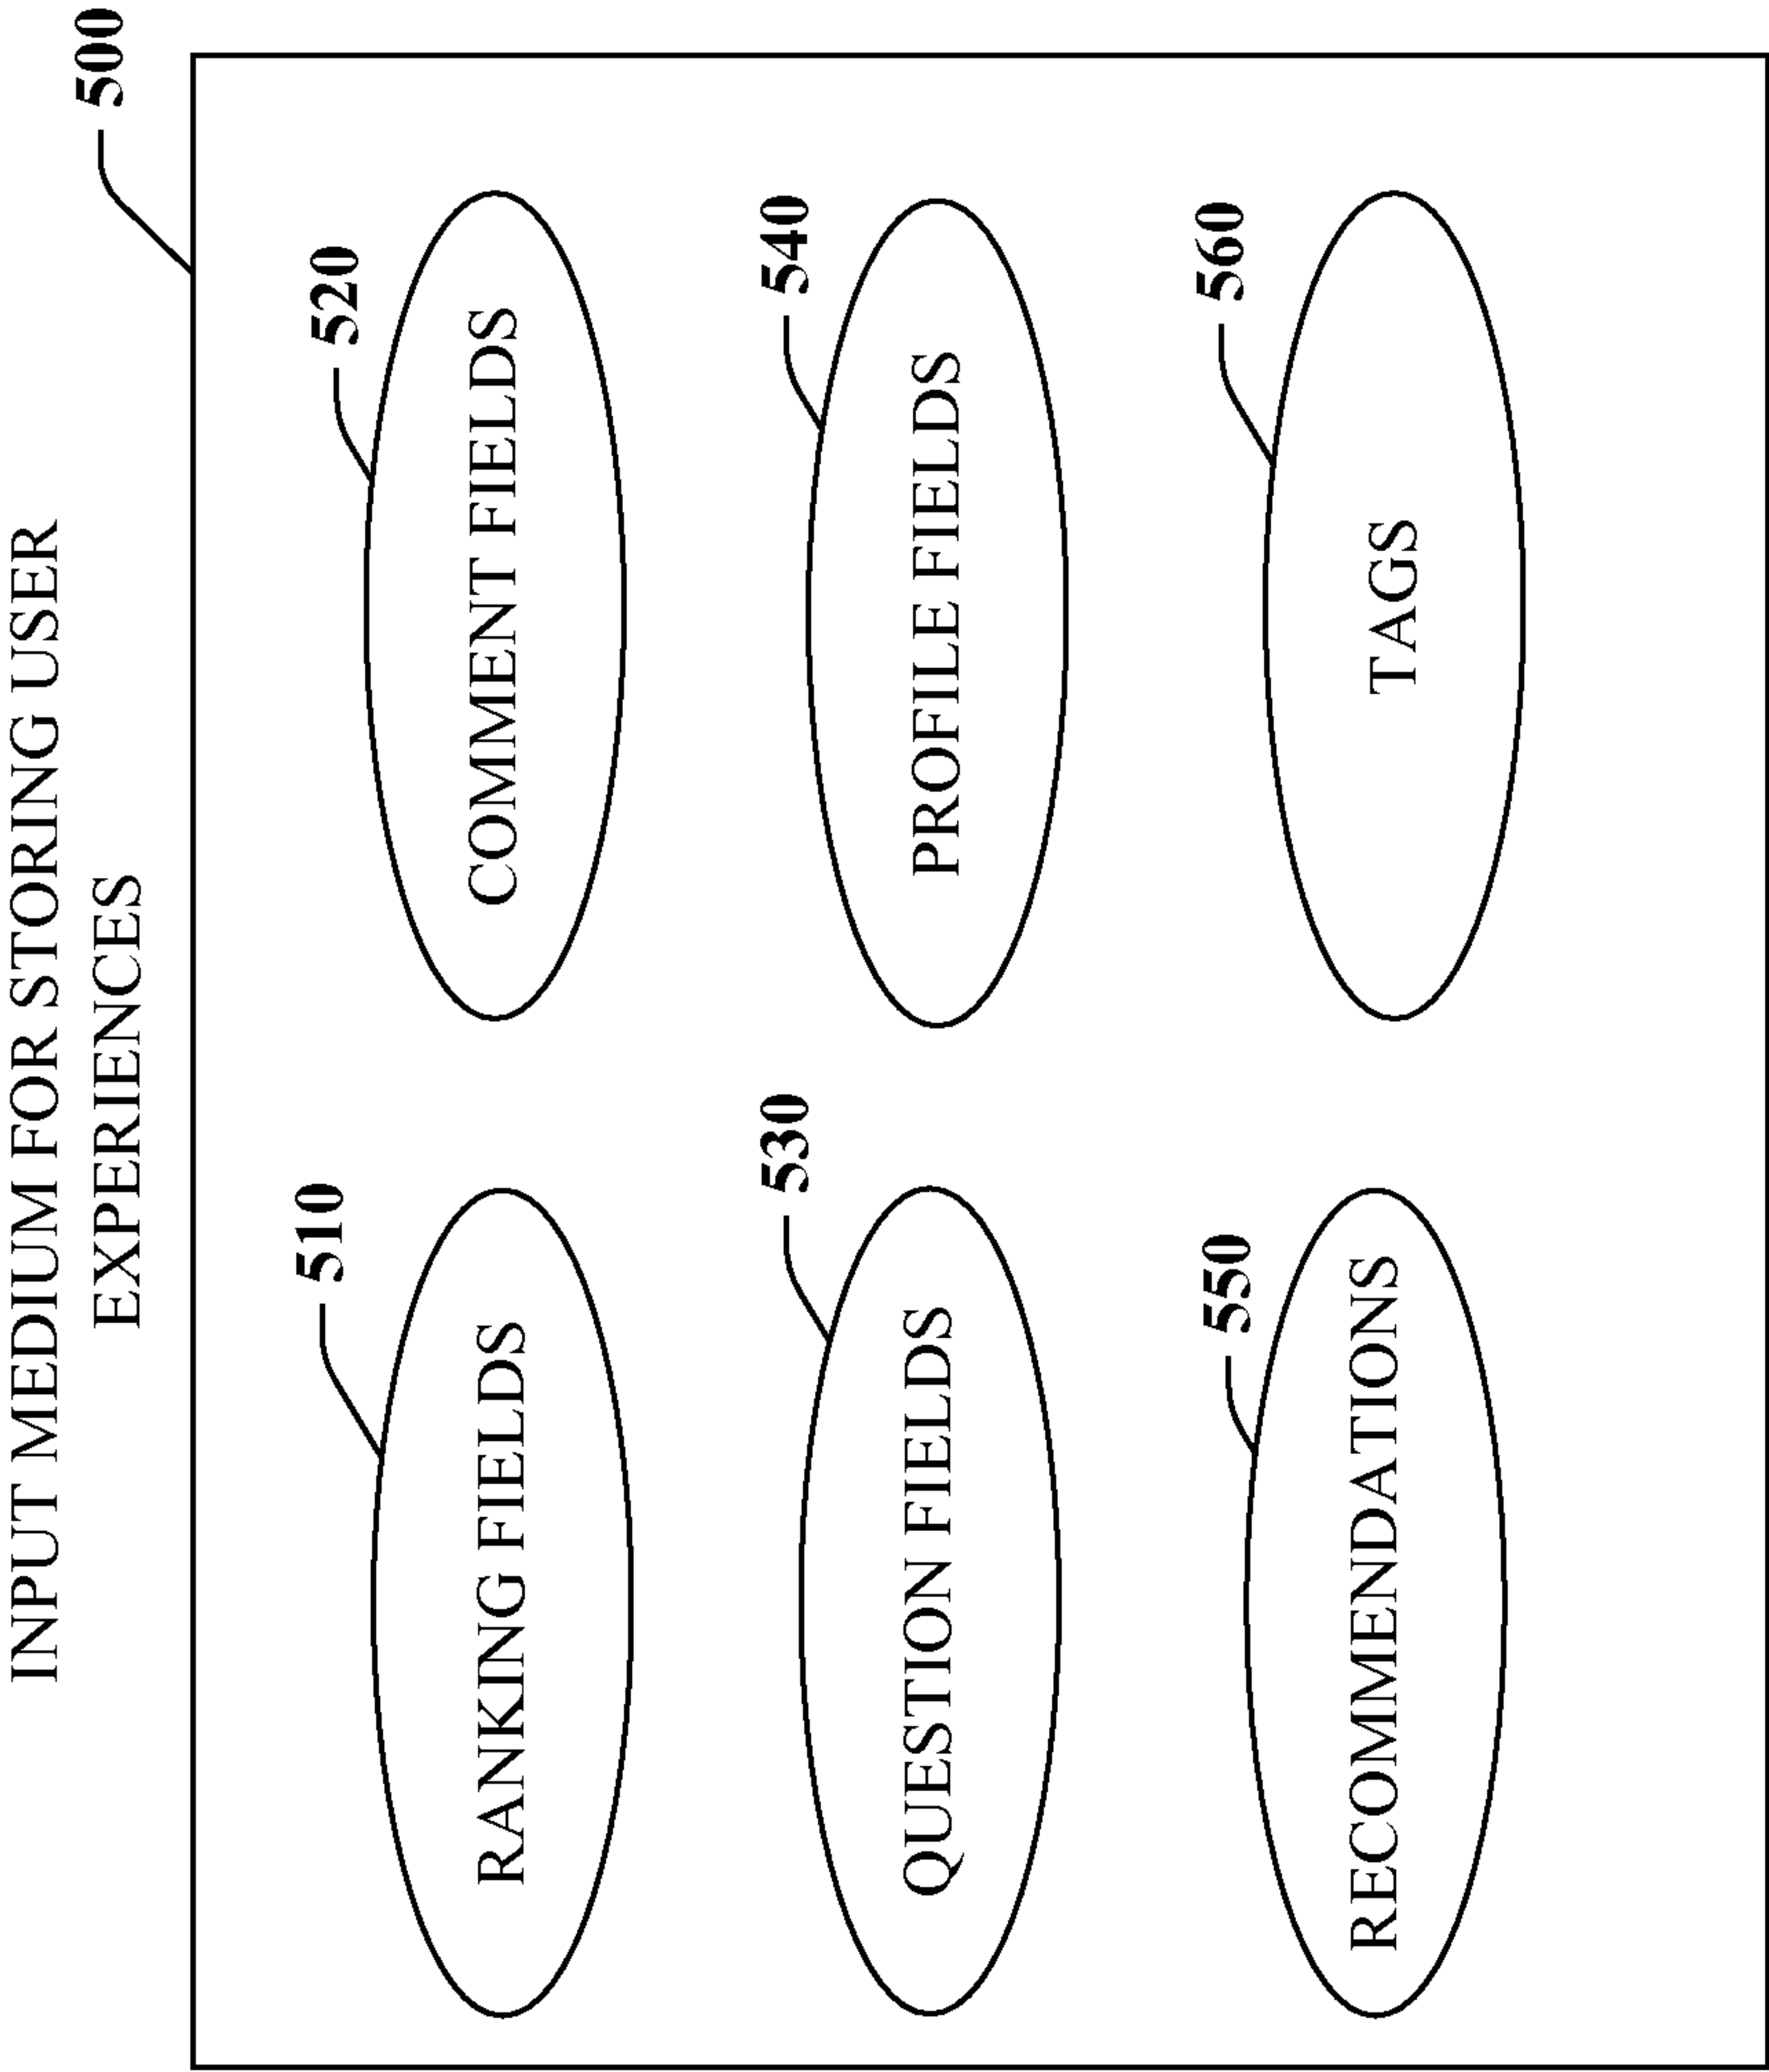 INPUT MEDIUM FOR STORING USER
EXPERIENCES
500
510
RANKING FIELDS
520
COMMENT FIELDS
530
QUESTION FIELDS
540
PROFILE FIELDS
550
RECOMMENDATIONS
560
TAGS